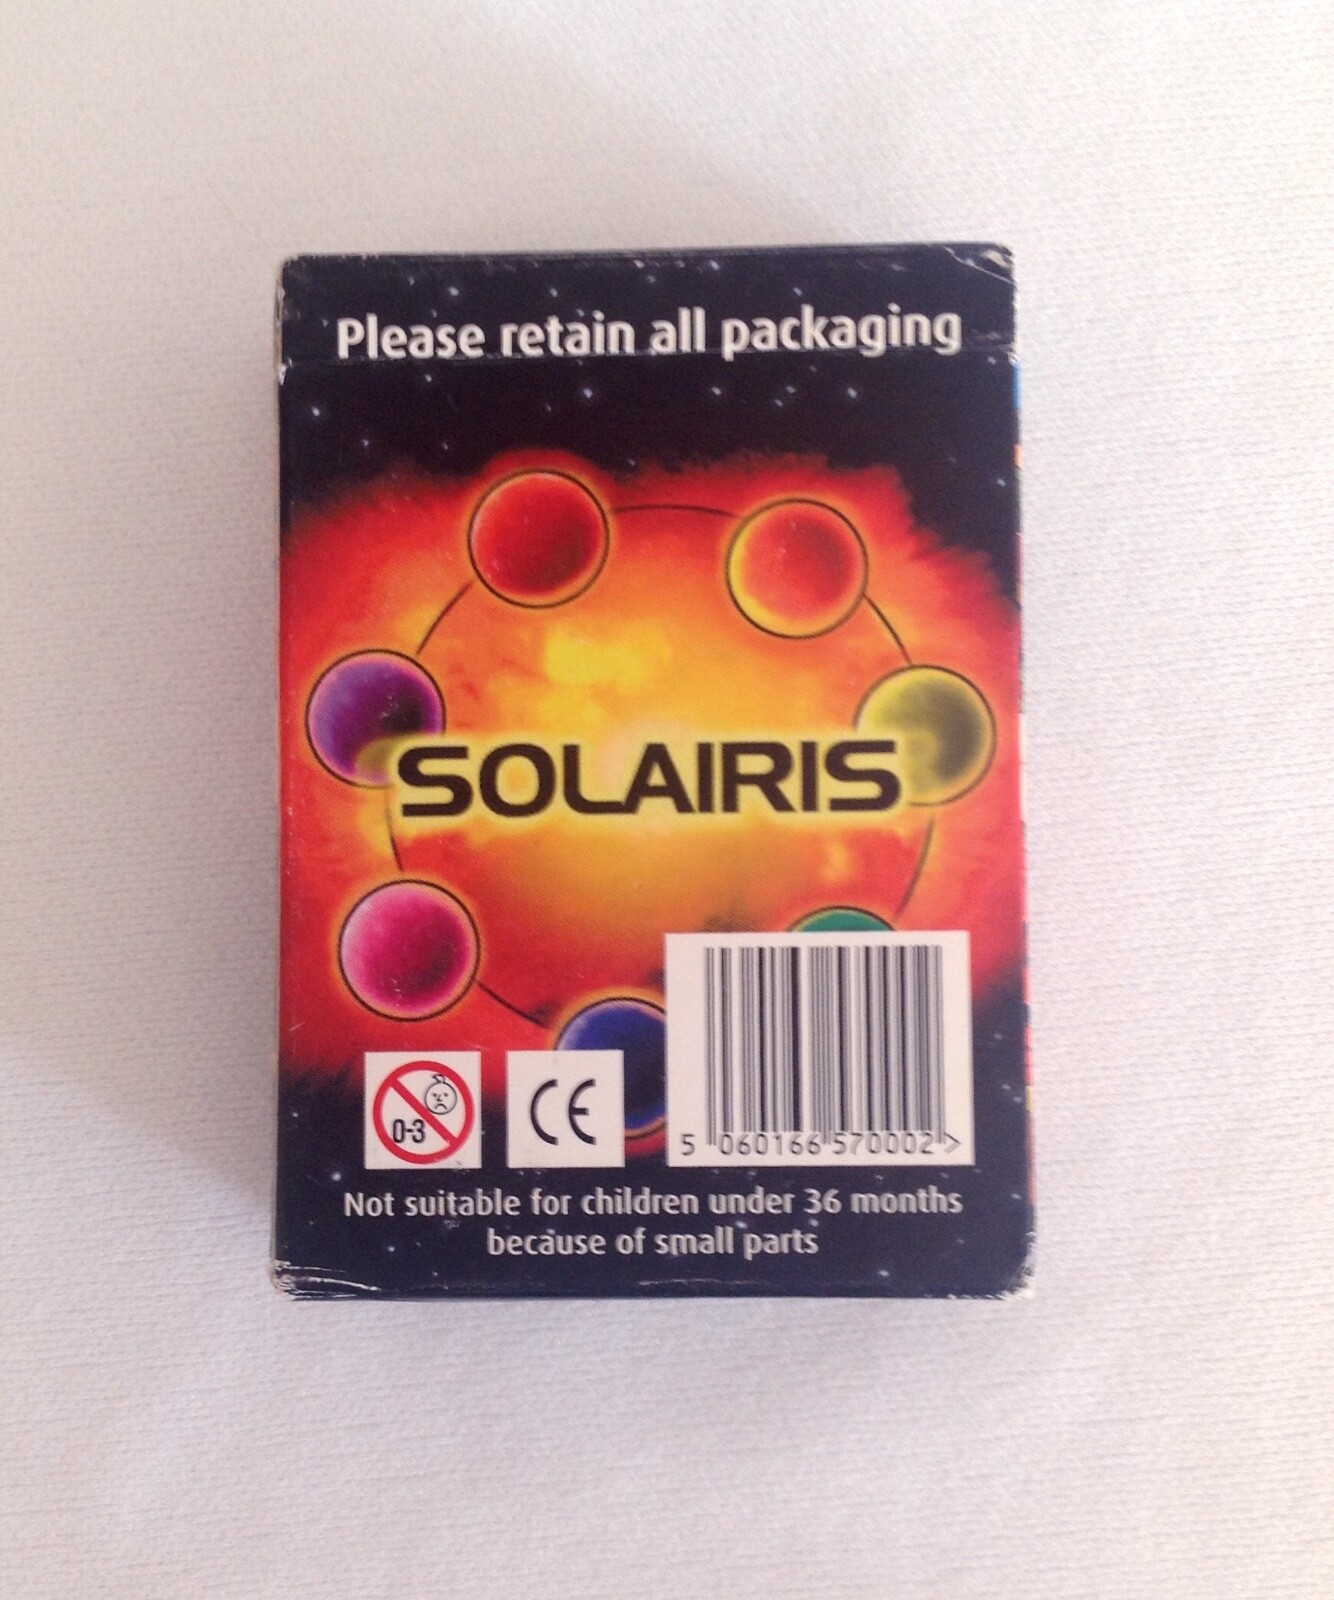 Please retain all packaging
SOLAIRIS
0-3
CE
5 060166 570002 >
Not suitable for children under 36 months
because of small parts